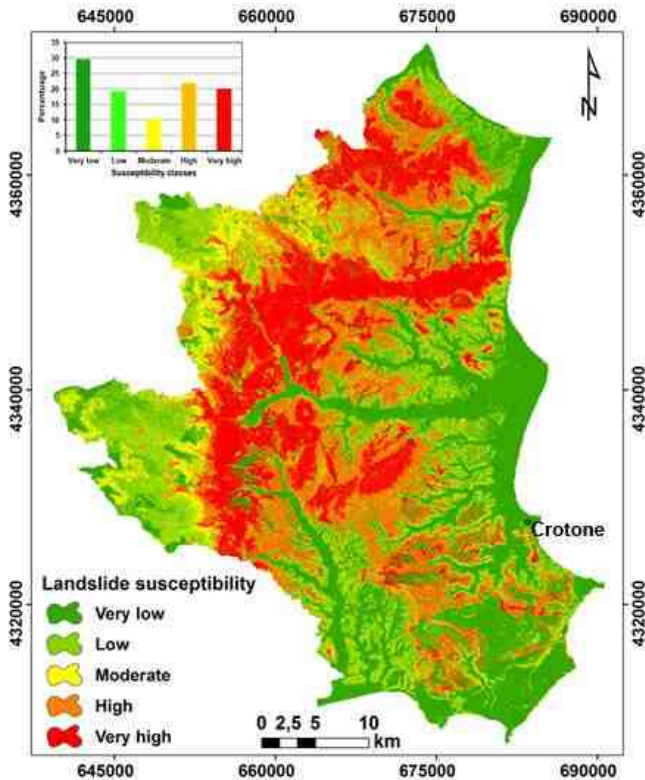 645000 660000 675000 690000
35
30
25
20
15
10
5
0
Percentuage
Very low Low Moderate High Very high
Susceptibility classes
N
4360000 4360000
4340000 4340000
Crotone
4320000 4320000
Landslide susceptibility
Very low
Low
Moderate
High
Very high
0 2,5 5 10
km
645000 660000 675000 690000